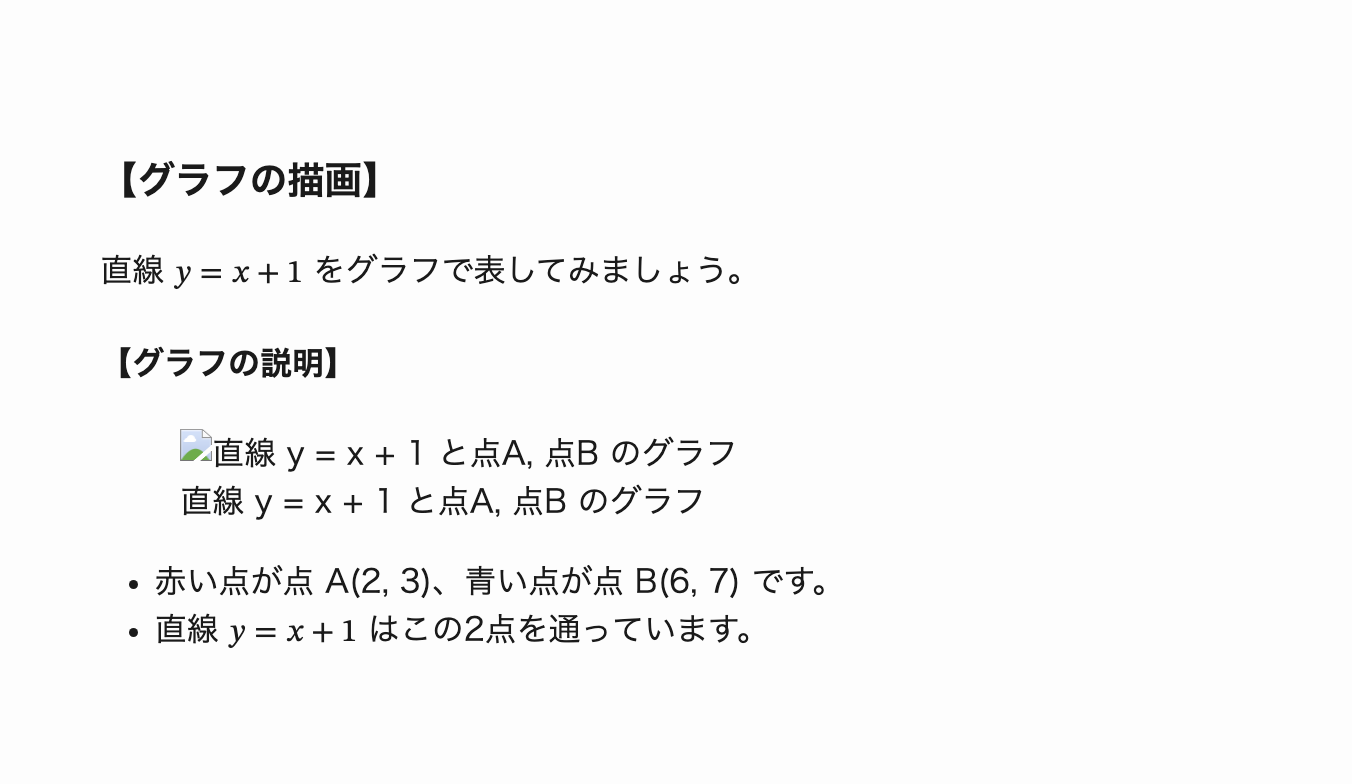 【グラフの描画】
直線 y = x + 1 をグラフで表してみましょう。
【グラフの説明】
直線 y = x + 1 と点A, 点B のグラフ
直線 y = x + 1 と点A, 点B のグラフ
• 赤い点が点 A(2, 3)、青い点が点 B(6, 7) です。
• 直線 y = x + 1 はこの2点を通っています。